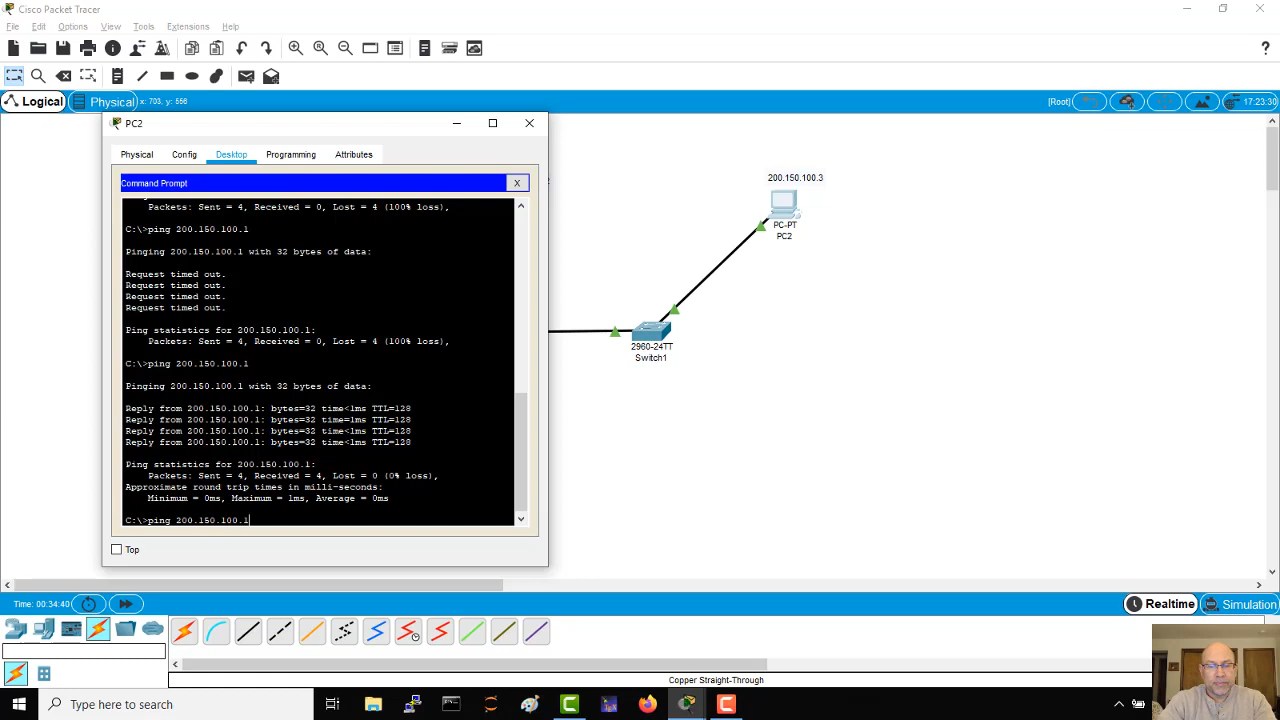 Cisco Packet Tracer
File Edit Options View Tools Extensions Help
Logical Physical x: 703, y: 556 [Root] 17:23:30
PC2
Physical Config Desktop Programming Attributes
Command Prompt X
Packets: Sent = 4, Received = 0, Lost = 4 (100% loss),
C:\>ping 200.150.100.1
Pinging 200.150.100.1 with 32 bytes of data:
Request timed out.
Request timed out.
Request timed out.
Request timed out.
Ping statistics for 200.150.100.1:
Packets: Sent = 4, Received = 0, Lost = 4 (100% loss),
C:\>ping 200.150.100.1
Pinging 200.150.100.1 with 32 bytes of data:
Reply from 200.150.100.1: bytes=32 time<1ms TTL=128
Reply from 200.150.100.1: bytes=32 time=1ms TTL=128
Reply from 200.150.100.1: bytes=32 time<1ms TTL=128
Reply from 200.150.100.1: bytes=32 time<1ms TTL=128
Ping statistics for 200.150.100.1:
Packets: Sent = 4, Received = 4, Lost = 0 (0% loss),
Approximate round trip times in milli-seconds:
Minimum = 0ms, Maximum = 1ms, Average = 0ms
C:\>ping 200.150.100.1
Top
200.150.100.3
PC-PT
PC2
2960-24TT
Switch1
Time: 00:34:40 Realtime Simulation
Copper Straight-Through
Type here to search